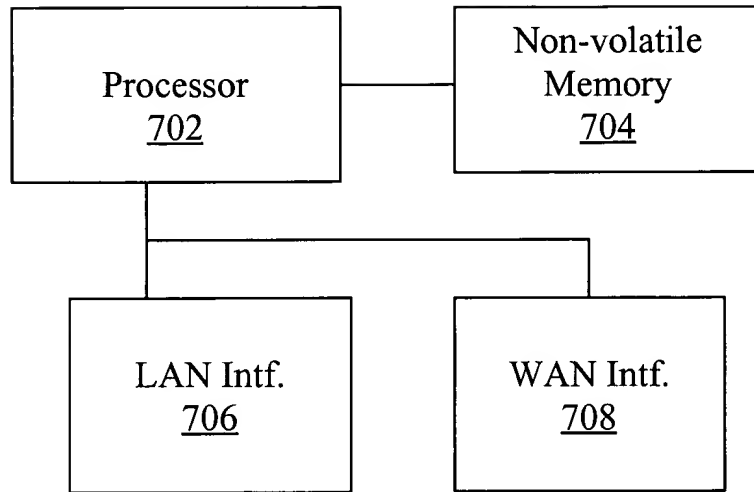 Processor
702
Non-volatile
Memory
704
LAN Intf.
706
WAN Intf.
708